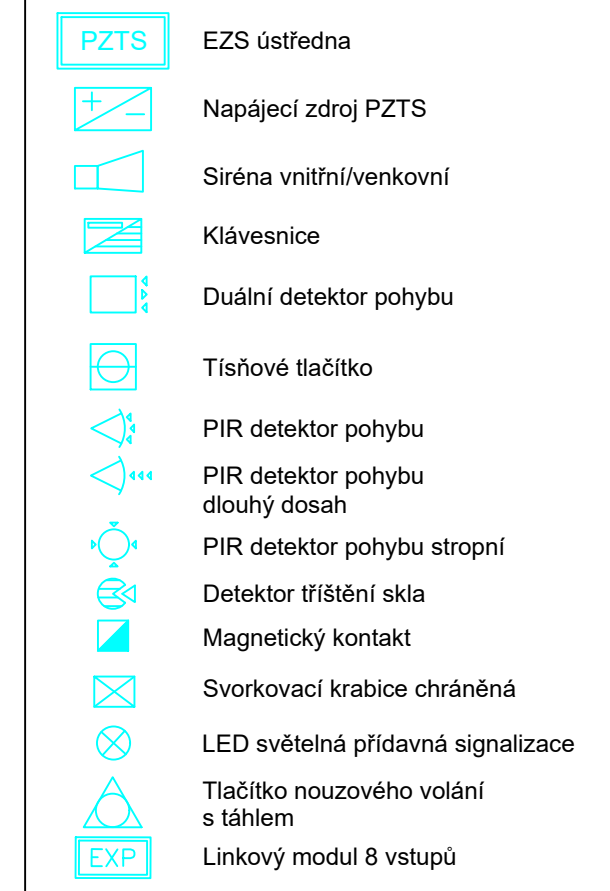 PZTS EZS ústředna
Napájecí zdroj PZTS
Siréna vnitřní/venkovní
Klávesnice
Duální detektor pohybu
Tísňové tlačítko
PIR detektor pohybu
PIR detektor pohybu
dlouhý dosah
PIR detektor pohybu stropní
Detektor tříštění skla
Magnetický kontakt
Svorkovací krabice chráněná
LED světelná přídavná signalizace
Tlačítko nouzového volání
s táhlem
EXP Linkový modul 8 vstupů